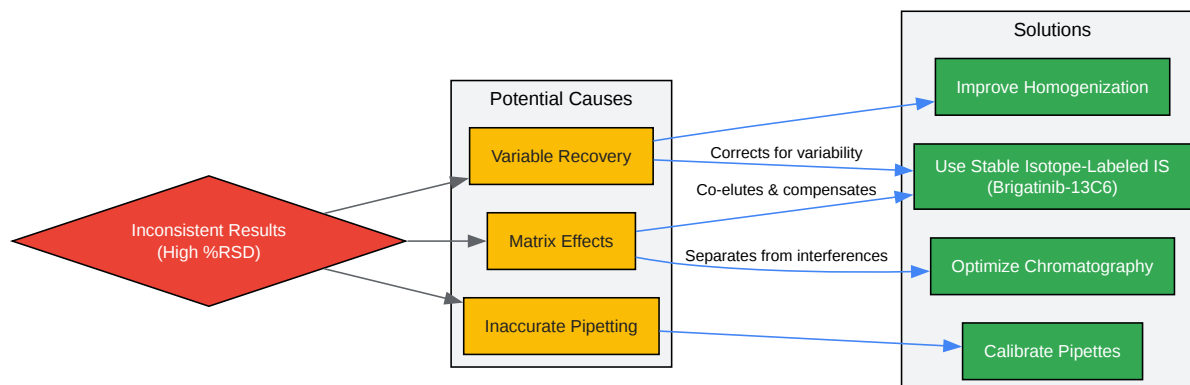 Inconsistent Results
(High %RSD)
Potential Causes
Variable Recovery
Matrix Effects
Inaccurate Pipetting
Corrects for variability
Co-elutes & compensates
Separates from interferences
Solutions
Improve Homogenization
Use Stable Isotope-Labeled IS
(Brigatinib-13C6)
Optimize Chromatography
Calibrate Pipettes